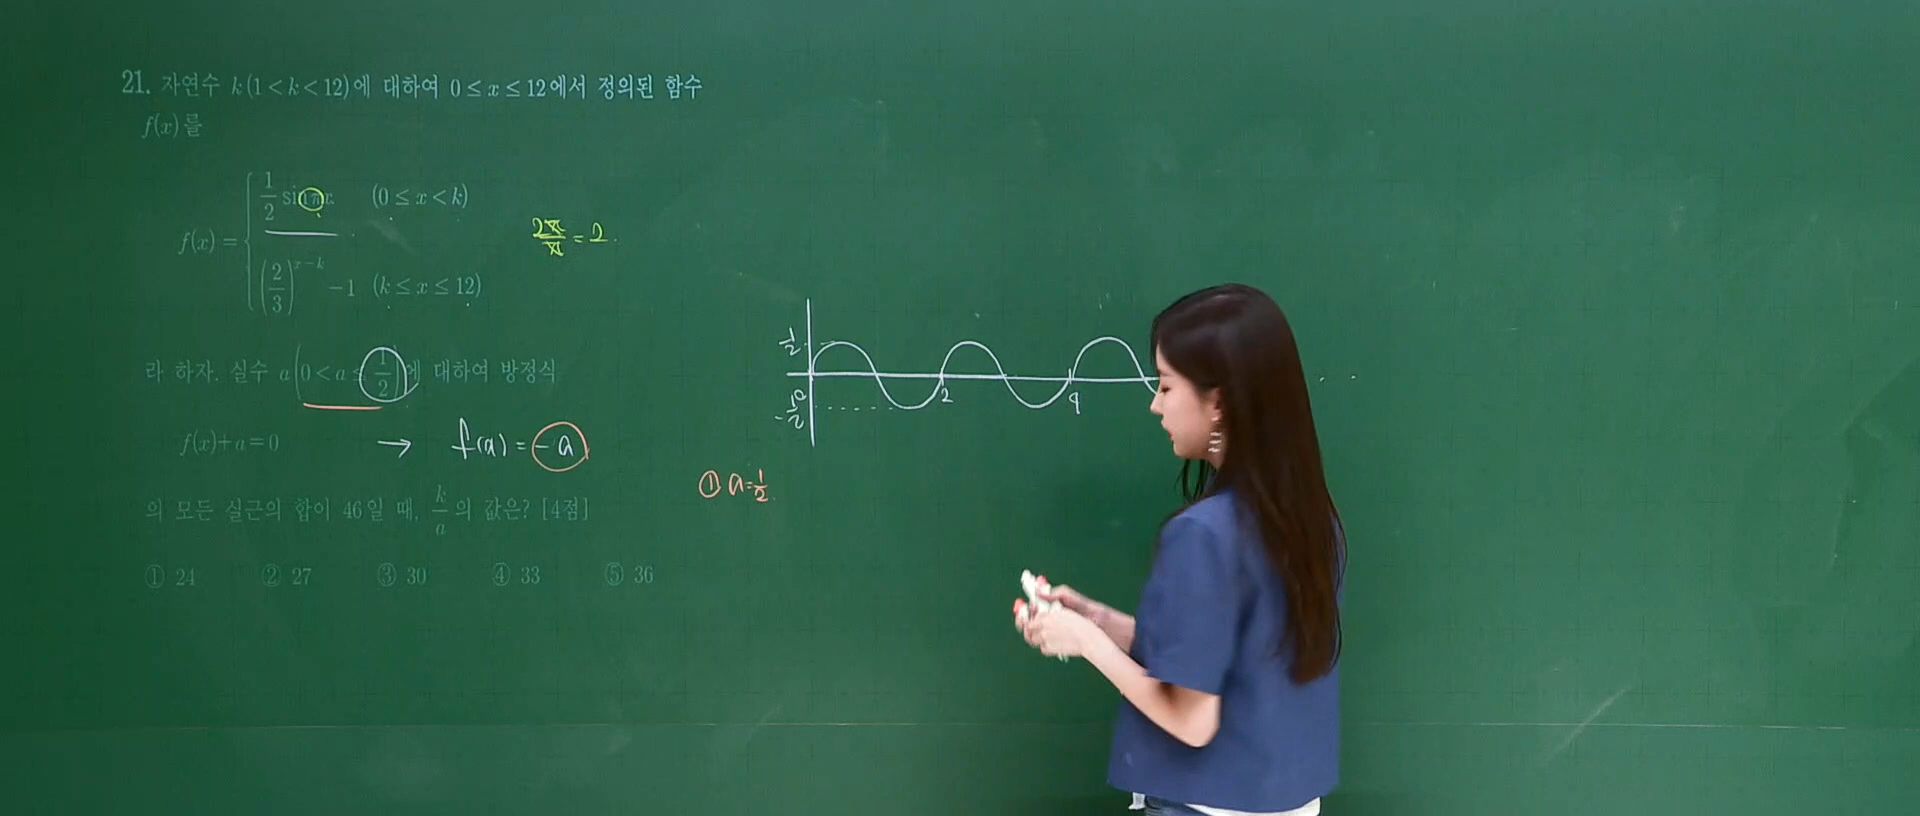 21. 자연수 k(1<k<12)에 대하여 0≤x≤12에서 정의된 함수
f(x)를
f(x)= { 1/2 sinπx (0≤x<k)
(2/3)^(x-k) -1 (k≤x≤12)
2π/π = 2.
라 하자. 실수 a(0<a≤1/2)에 대하여 방정식
f(x)+a=0 → f(x) = -a
의 모든 실근의 합이 46일 때, k/a의 값은? [4점]
① 24 ② 27 ③ 30 ④ 33 ⑤ 36
1/2
-1/2
2
4
① a=1/2